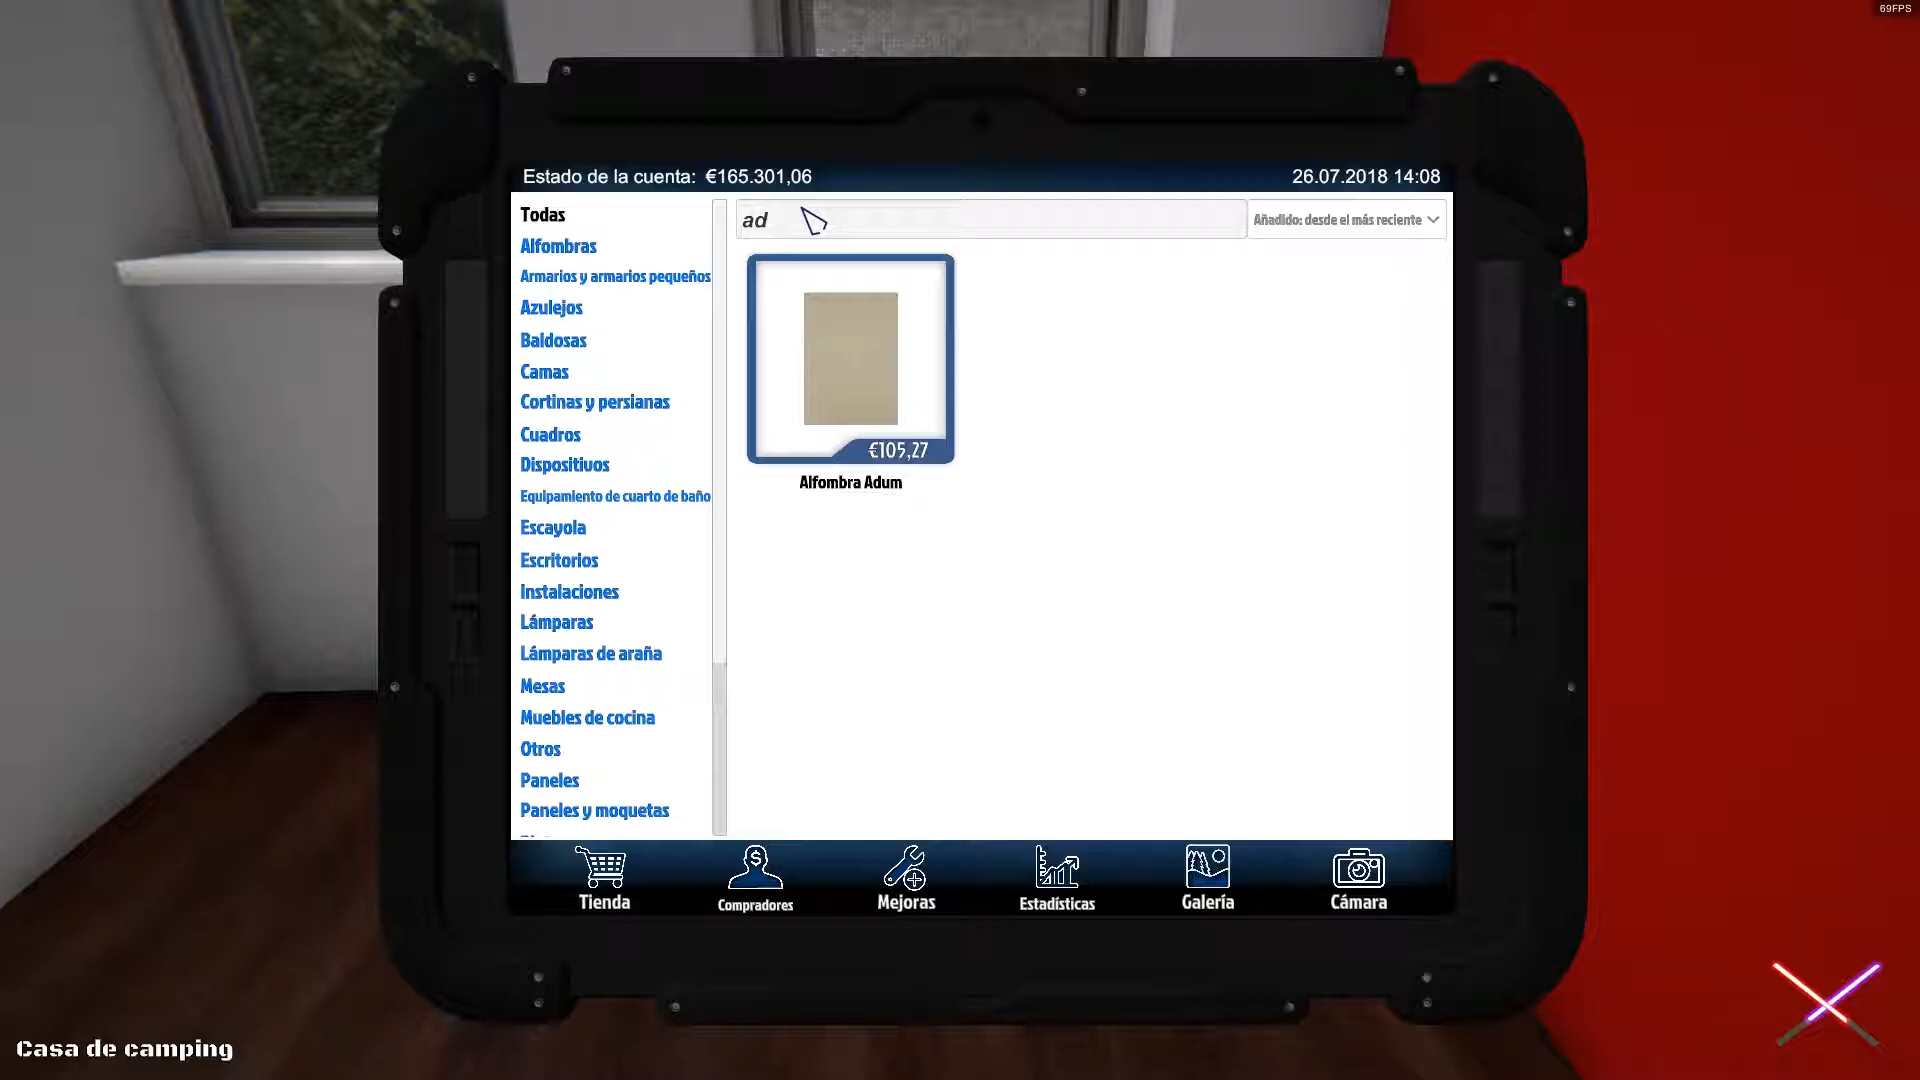 69FPS
Estado de la cuenta: €165.301,06
26.07.2018 14:08
Todas
Alfombras
Armarios y armarios pequeños
Azulejos
Baldosas
Camas
Cortinas y persianas
Cuadros
Dispositivos
Equipamiento de cuarto de baño
Escayola
Escritorios
Instalaciones
Lámparas
Lámparas de araña
Mesas
Muebles de cocina
Otros
Paneles
Paneles y moquetas
ad
Añadido: desde el más reciente
€105,27
Alfombra Adum
Tienda
Compradores
Mejoras
Estadísticas
Galería
Cámara
Casa de camping